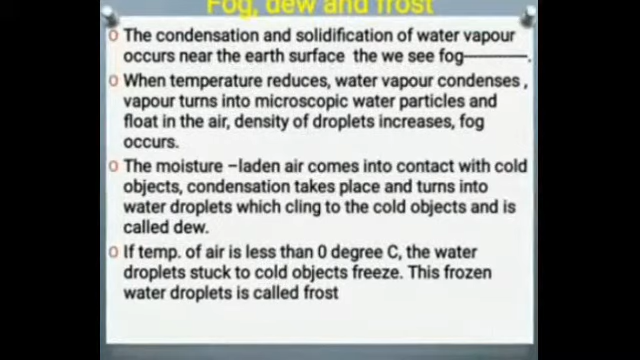 Fog, dew and frost
The condensation and solidification of water vapour
occurs near the earth surface the we see fog————.
When temperature reduces, water vapour condenses ,
vapour turns into microscopic water particles and
float in the air, density of droplets increases, fog
occurs.
The moisture –laden air comes into contact with cold
objects, condensation takes place and turns into
water droplets which cling to the cold objects and is
called dew.
If temp. of air is less than 0 degree C, the water
droplets stuck to cold objects freeze. This frozen
water droplets is called frost